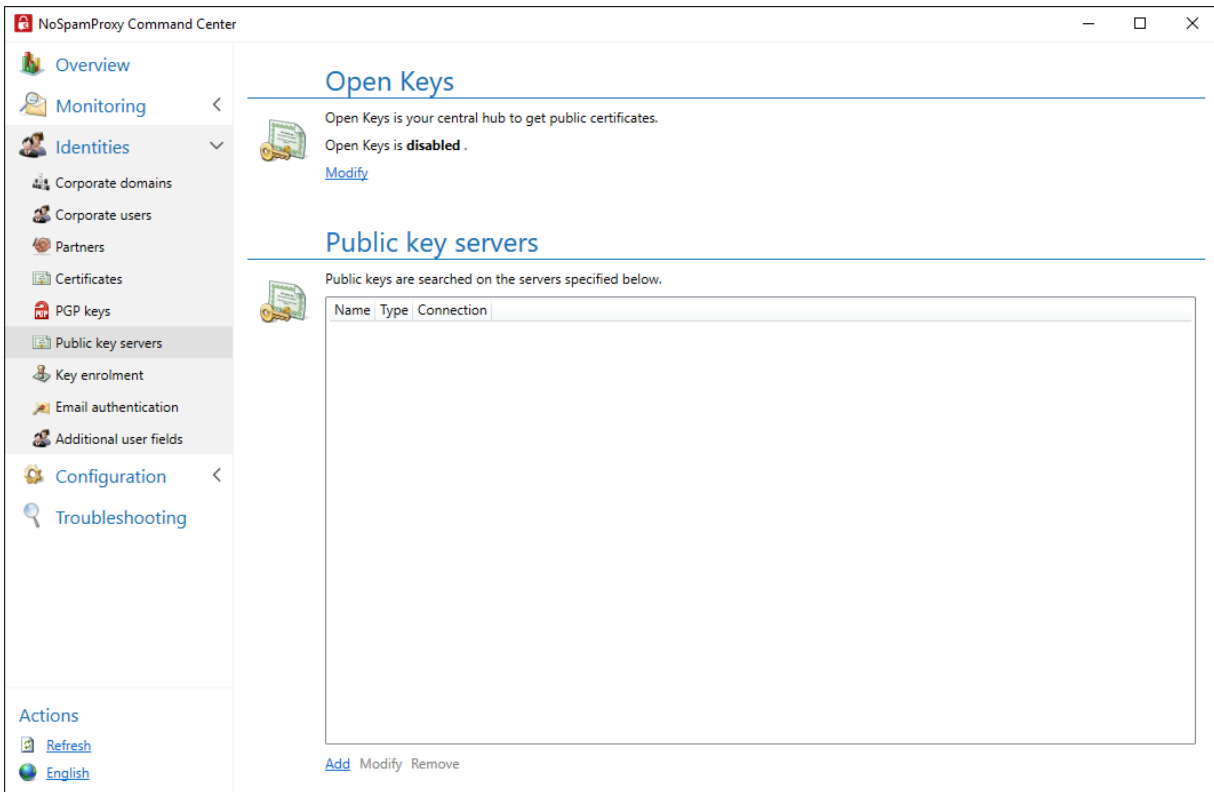 NoSpamProxy Command Center
Overview
Monitoring
Identities
Corporate domains
Corporate users
Partners
Certificates
PGP keys
Public key servers
Key enrolment
Email authentication
Additional user fields
Configuration
Troubleshooting
Actions
Refresh
English
Open Keys
Open Keys is your central hub to get public certificates.
Open Keys is disabled .
Modify
Public key servers
Public keys are searched on the servers specified below.
Name Type Connection
Add Modify Remove